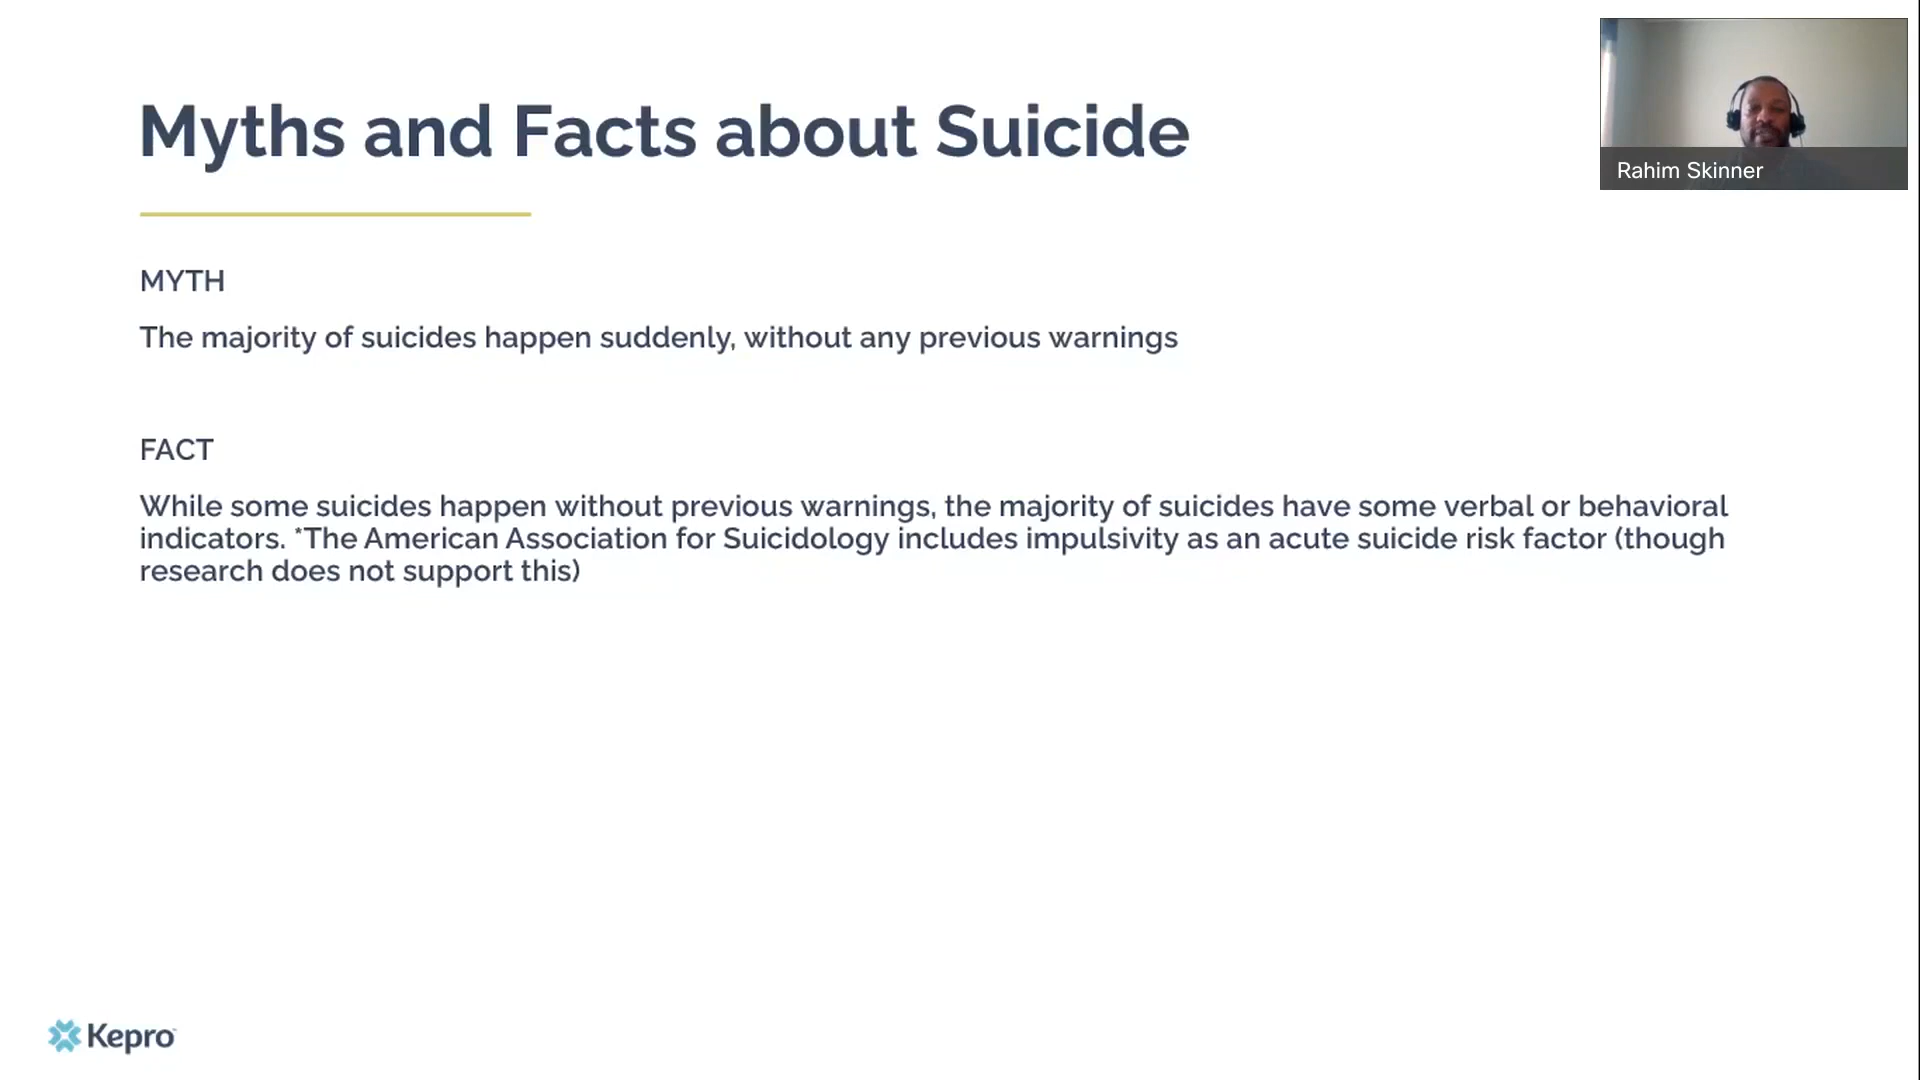 Myths and Facts about Suicide
Rahim Skinner
MYTH
The majority of suicides happen suddenly, without any previous warnings
FACT
While some suicides happen without previous warnings, the majority of suicides have some verbal or behavioral
indicators. *The American Association for Suicidology includes impulsivity as an acute suicide risk factor (though
research does not support this)
Kepro